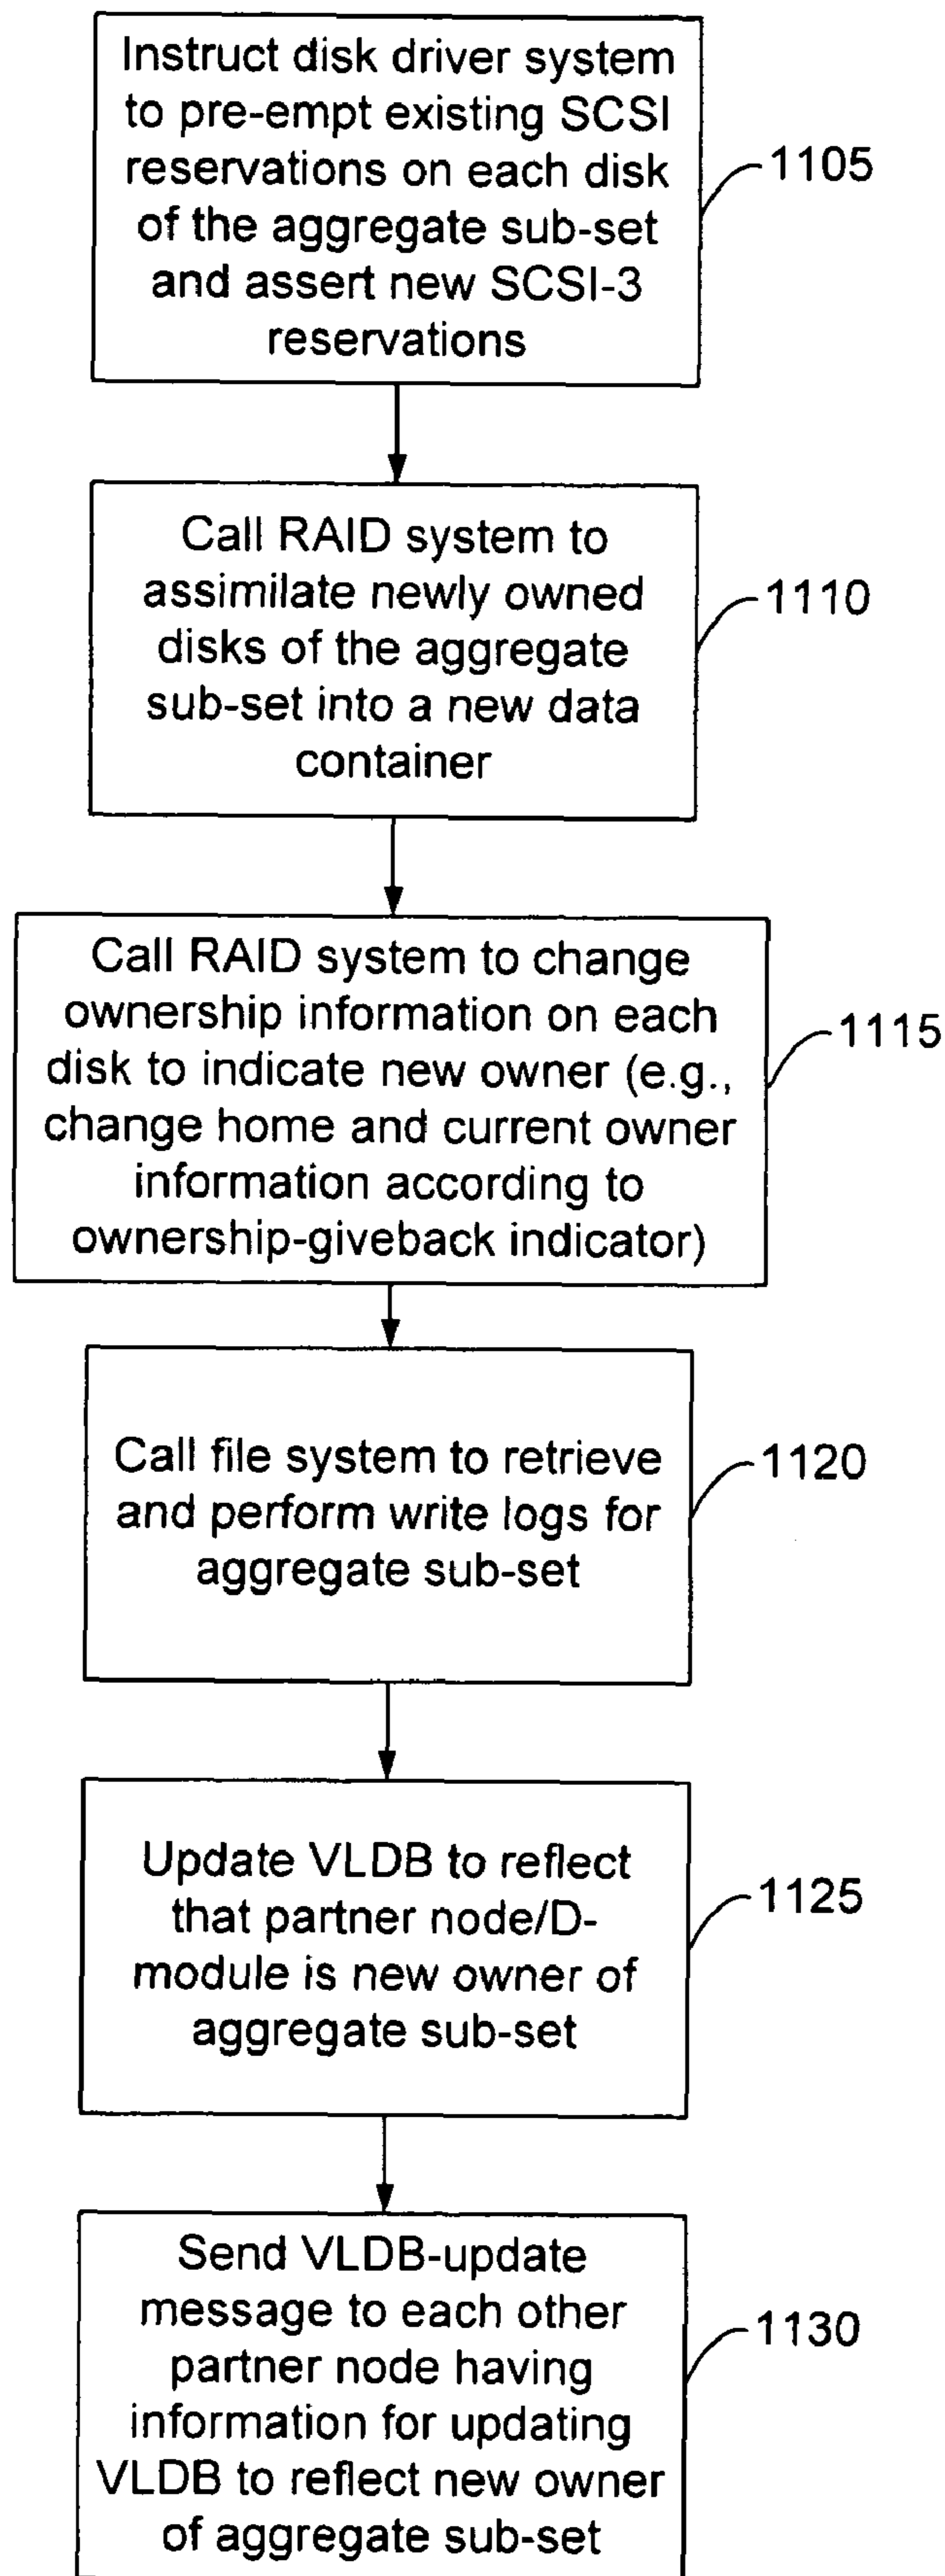 Instruct disk driver system
to pre-empt existing SCSI
reservations on each disk
of the aggregate sub-set
and assert new SCSI-3
reservations
1105
Call RAID system to
assimilate newly owned
disks of the aggregate
sub-set into a new data
container
1110
Call RAID system to change
ownership information on each
disk to indicate new owner (e.g.,
change home and current owner
information according to
ownership-giveback indicator)
1115
Call file system to retrieve
and perform write logs for
aggregate sub-set
1120
Update VLDB to reflect
that partner node/D-
module is new owner of
aggregate sub-set
1125
Send VLDB-update
message to each other
partner node having
information for updating
VLDB to reflect new owner
of aggregate sub-set
1130